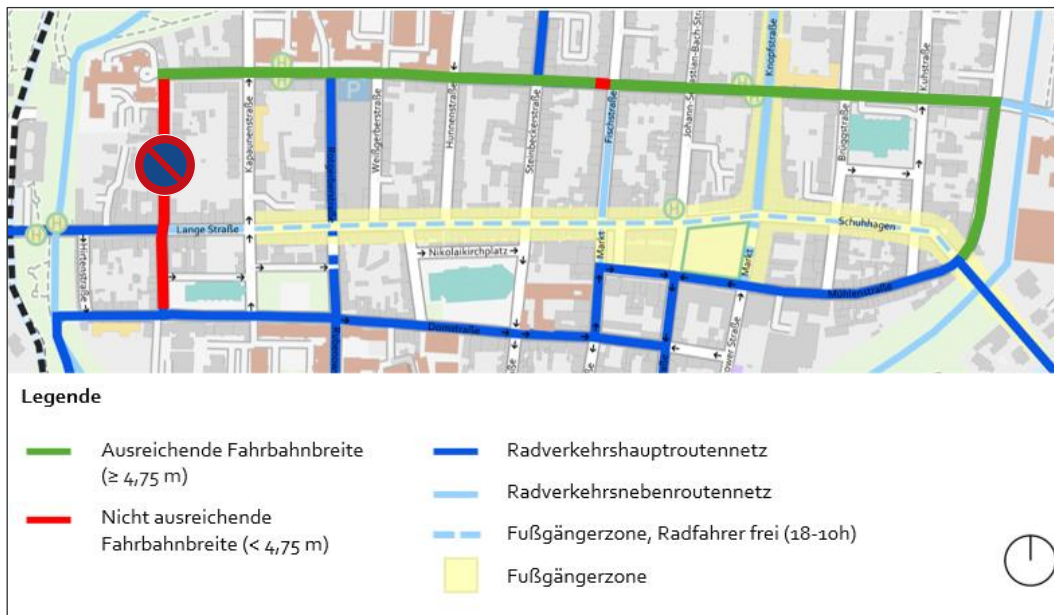 H
P
H
H
H
H
Knopfstraße
Kuhstraße
Johann-Sebastian-Bach-Straße
Kapaunenstraße
Weißgerberstraße
Hunnenstraße
Steinbeckerstraße
Fischstraße
Brüggstraße
Lange Straße
Schuhhagen
Nikolaikirchplatz
Markt
Markt
Mühlenstraße
Domstraße
Legende
Ausreichende Fahrbahnbreite
(≥ 4,75 m)
Nicht ausreichende
Fahrbahnbreite (< 4,75 m)
Radverkehrshauptroutennetz
Radverkehrsnebenroutennetz
Fußgängerzone, Radfahrer frei (18-10h)
Fußgängerzone